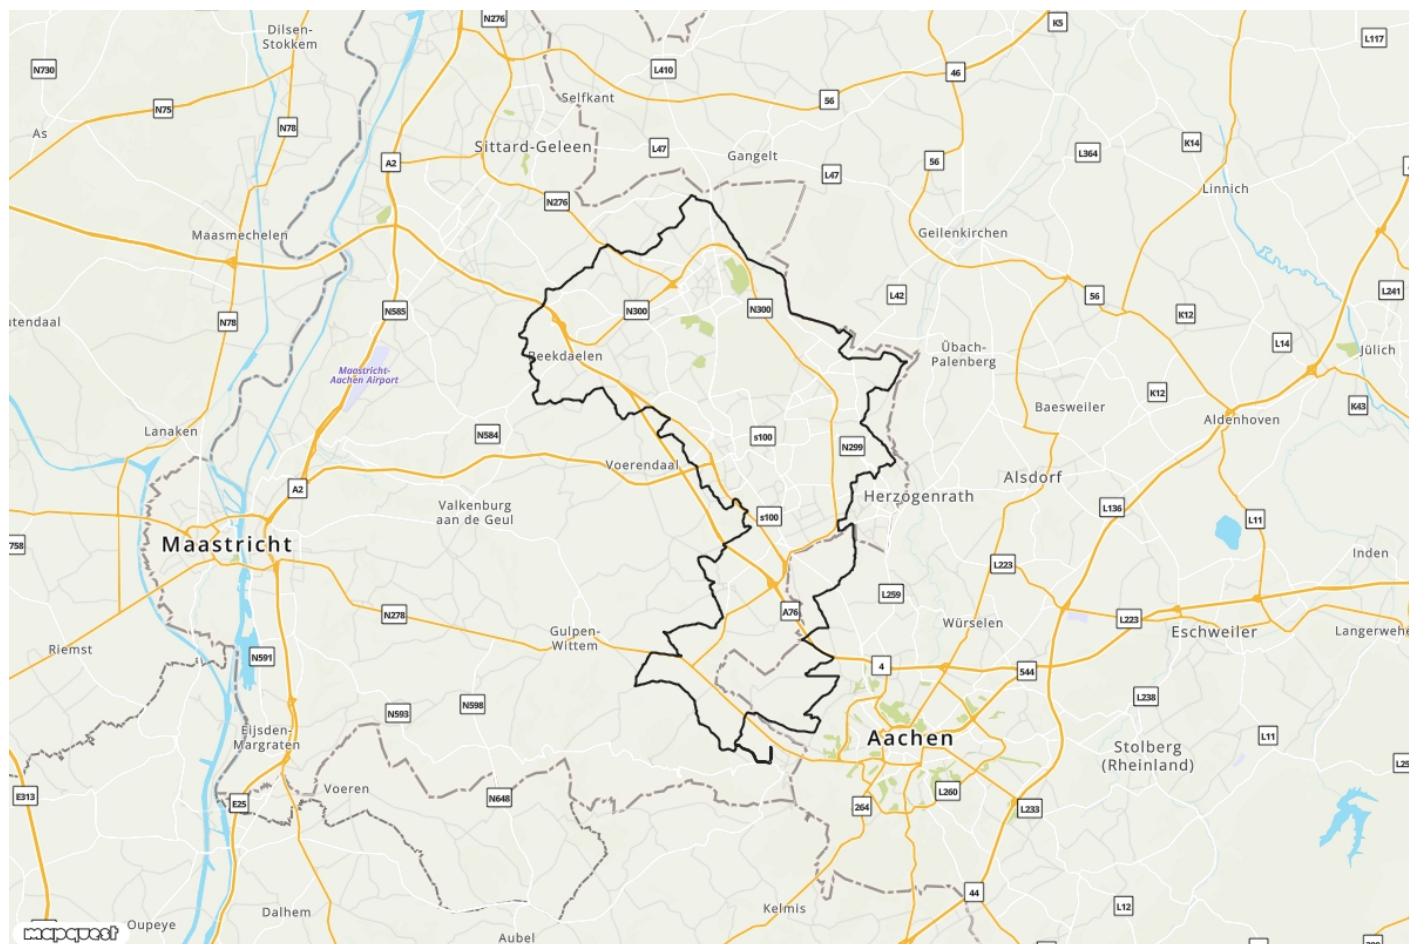 Dilsen-
Stokkem
N276
K5
L117
N730
L410
46
56
N75
Selfkant
N78
As
Sittard-Geleen
L47
Gangelt
56
L364
K14
A2
L47
Linnich
N276
Maasmechelen
Geilenkirchen
L42
56
L241
N585
N300
N300
K12
utendaal
N78
L14
Jülich
Beekdaelen
Übach-
Palenberg
Maastricht-
Aachen Airport
K12
K43
Baesweiler
Aldenhoven
Lanaken
N584
s100
N299
Voerendaal
Alsdorf
A2
Herzogenrath
Valkenburg
aan de Geul
L136
s100
L11
758
Maastricht
Inden
L223
L259
N278
A76
L223
Würselen
Eschweiler
Langerwehe
Gulpen-
Wittem
Riemst
N591
4
544
L238
N598
N593
Eijsden-
Margraten
Aachen
L11
Stolberg
(Rheinland)
L25
Voeren
E313
E25
N648
L260
264
L233
44
L12
Dalhem
Kelmis
Oupeye
Aubel
mapquest